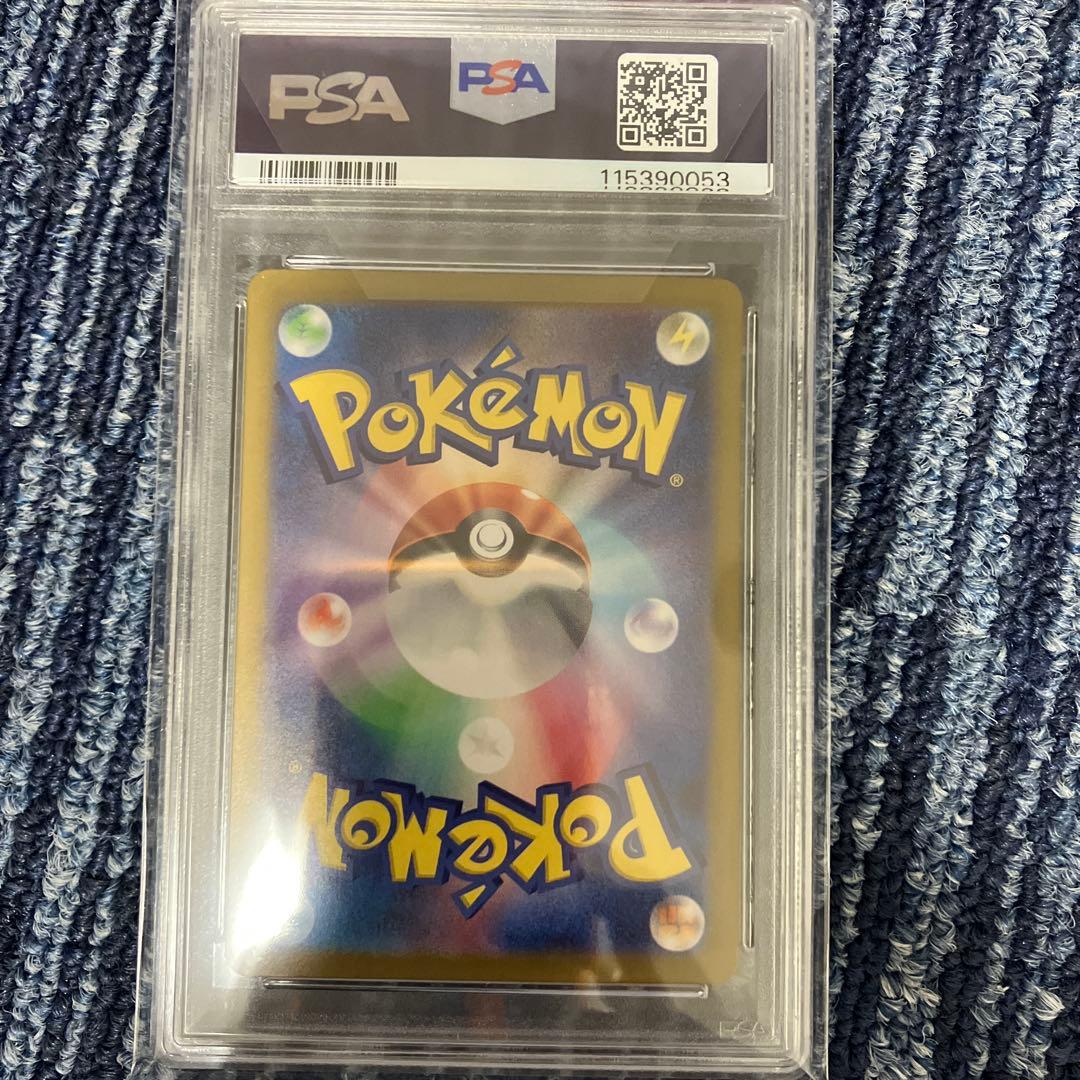 PSA PSA
115390053
POKÉMON
®
®
POKÉMON
PSA